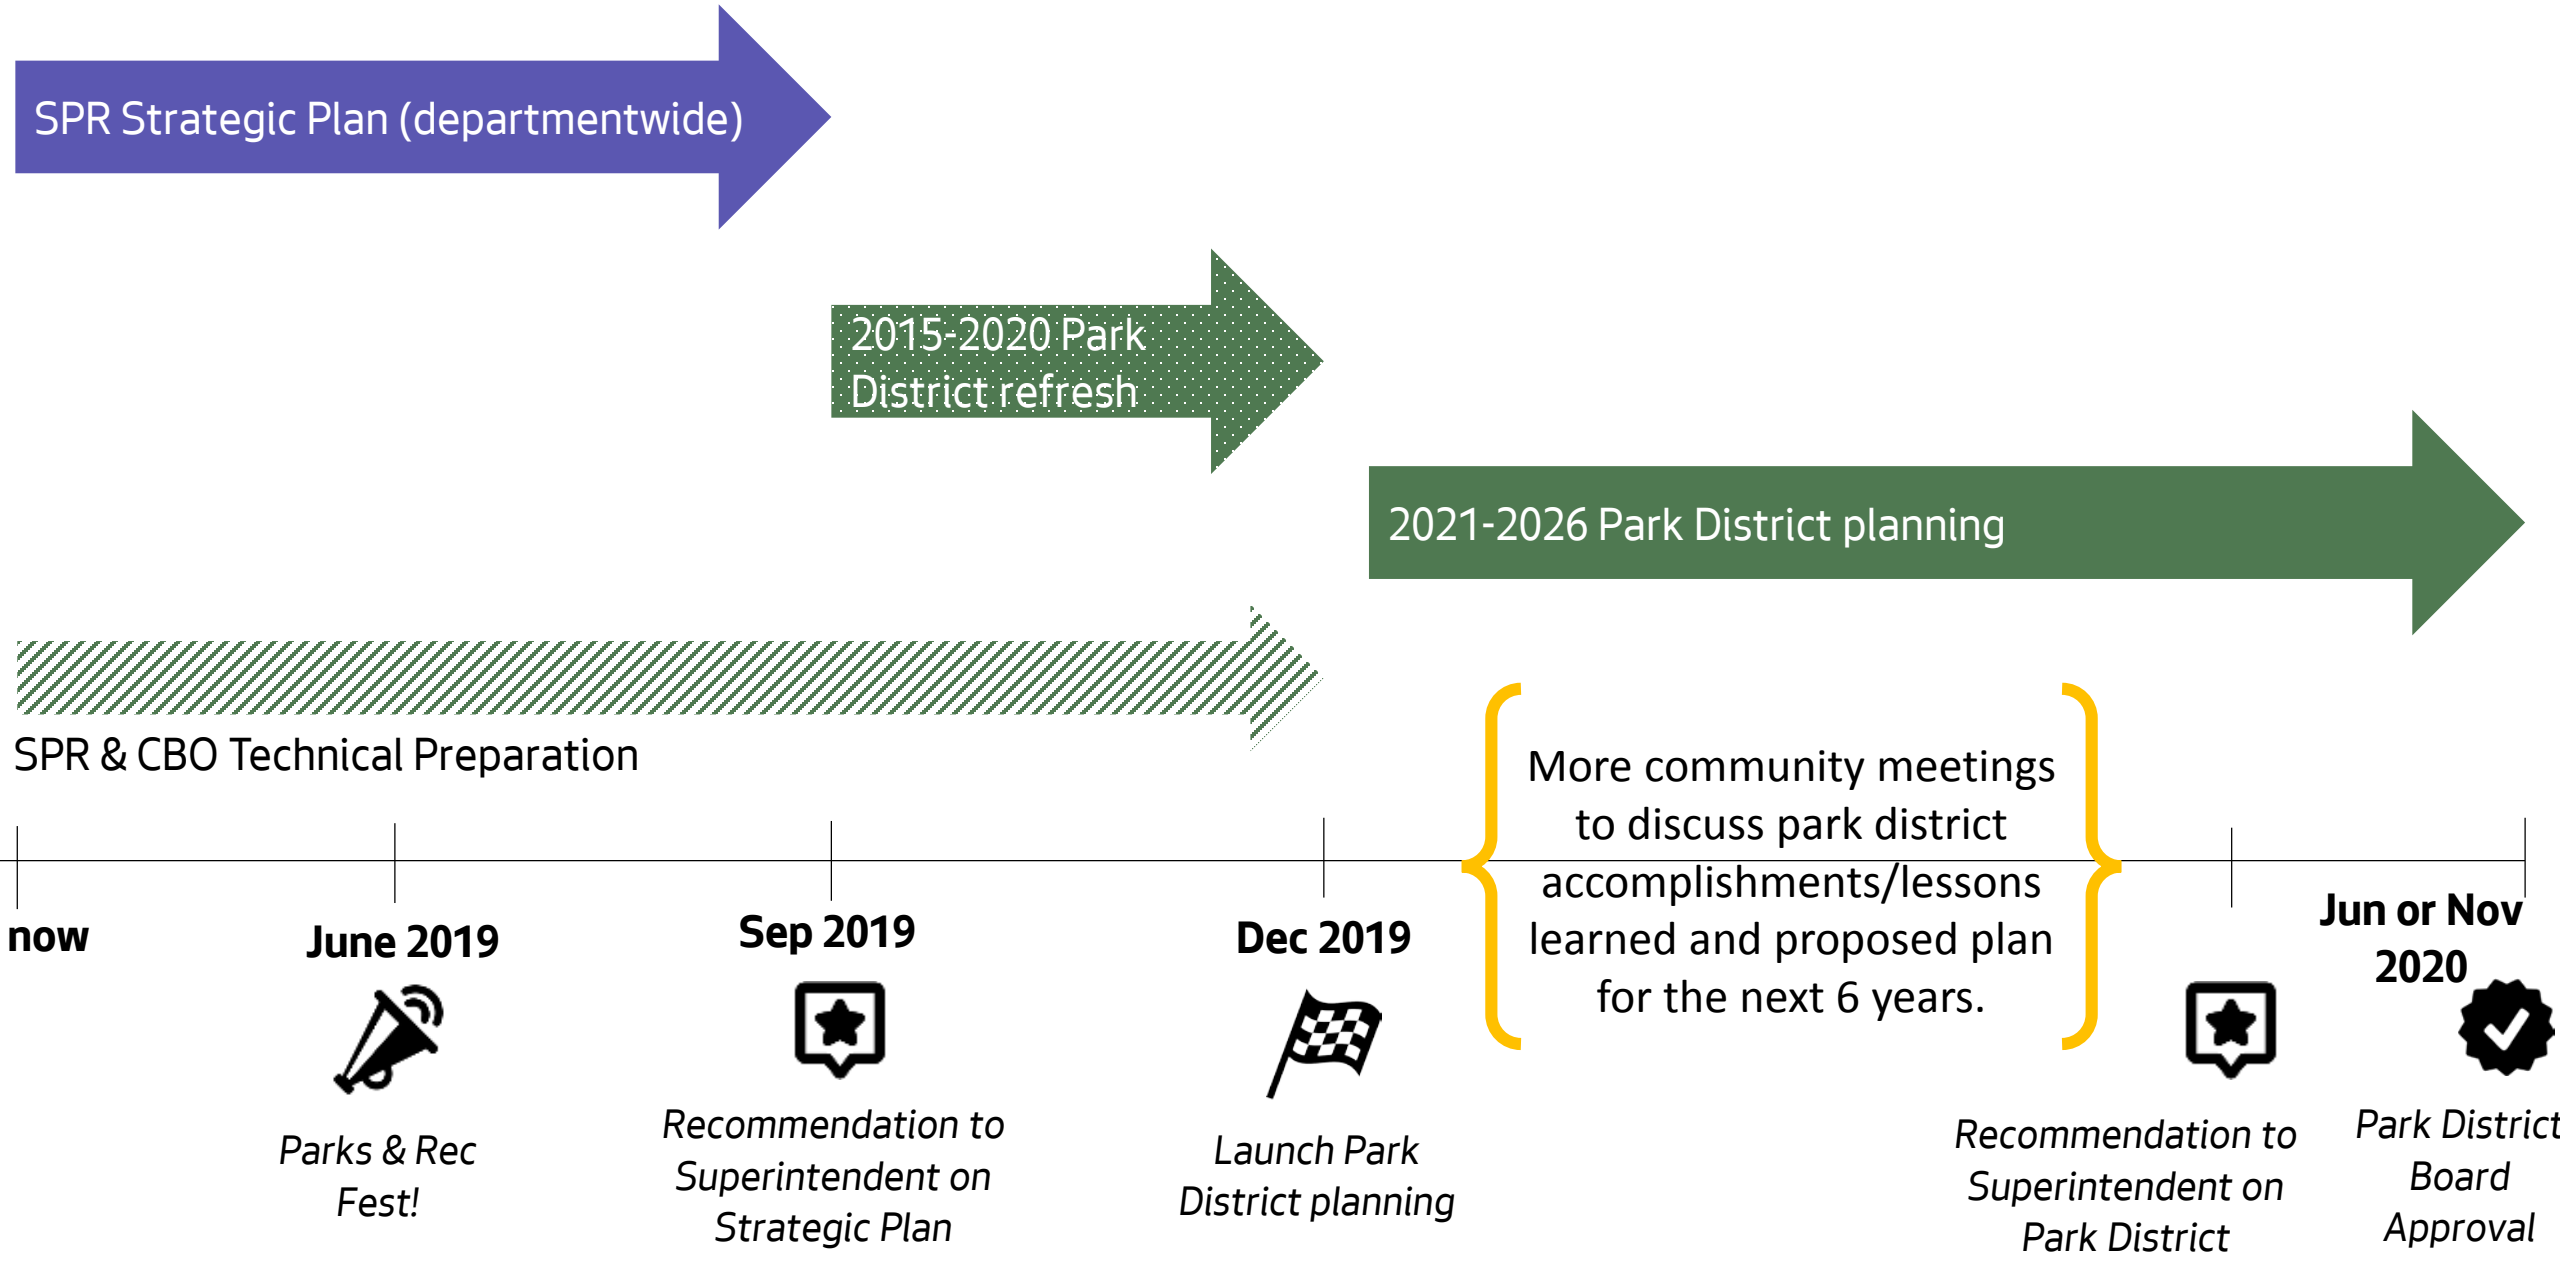 SPR Strategic Plan (departmentwide)
2015-2020 Park
District refresh
2021-2026 Park District planning
SPR & CBO Technical Preparation
More community meetings
to discuss park district
accomplishments/lessons
learned and proposed plan
for the next 6 years.
now
June 2019
Sep 2019
Dec 2019
Jun or Nov
2020
Parks & Rec
Fest!
Recommendation to
Superintendent on
Strategic Plan
Launch Park
District planning
Recommendation to
Superintendent on
Park District
Park District
Board
Approval